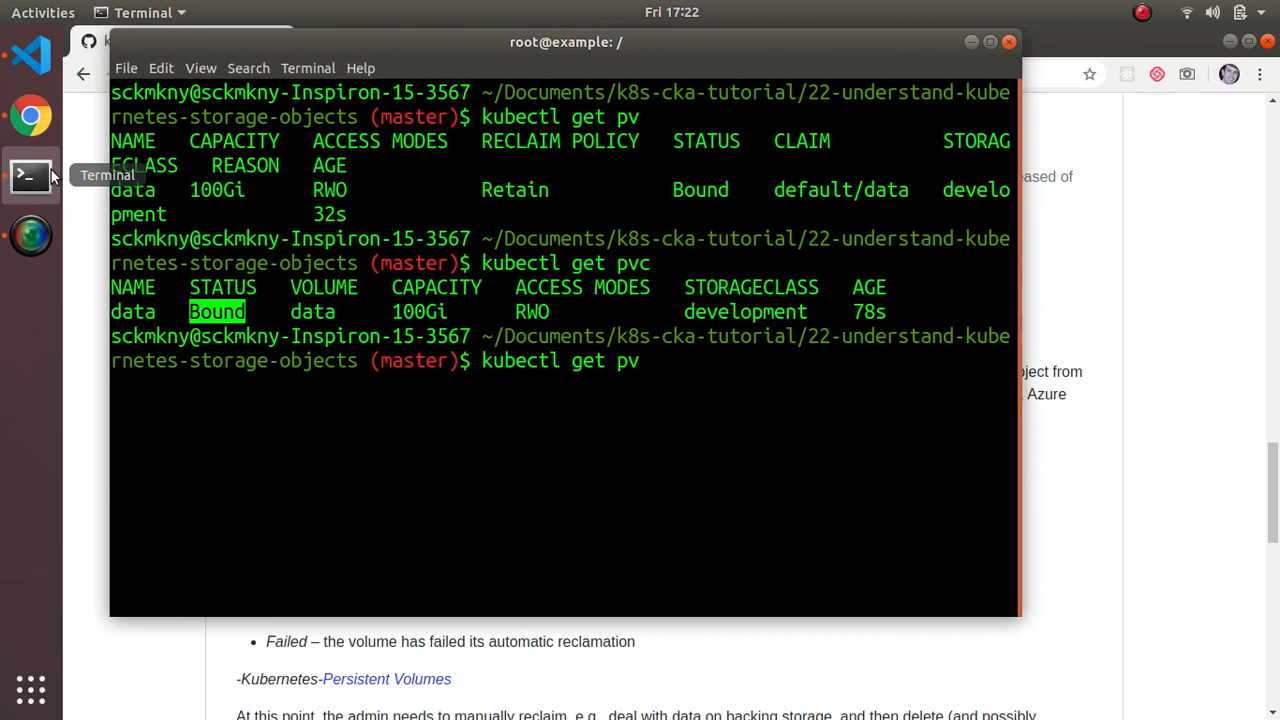 Activities Terminal Fri 17:22
root@example: /
File Edit View Search Terminal Help
sckmkny@sckmkny-Inspiron-15-3567 ~/Documents/k8s-cka-tutorial/22-understand-kube
rnetes-storage-objects (master)$ kubectl get pv
NAME CAPACITY ACCESS MODES RECLAIM POLICY STATUS CLAIM STORAG
ECLASS REASON AGE
Terminal
data 100Gi RWO Retain Bound default/data develo
pment 32s
sckmkny@sckmkny-Inspiron-15-3567 ~/Documents/k8s-cka-tutorial/22-understand-kube
rnetes-storage-objects (master)$ kubectl get pvc
NAME STATUS VOLUME CAPACITY ACCESS MODES STORAGECLASS AGE
data Bound data 100Gi RWO development 78s
sckmkny@sckmkny-Inspiron-15-3567 ~/Documents/k8s-cka-tutorial/22-understand-kube
rnetes-storage-objects (master)$ kubectl get pv
eased of
ject from
Azure
Failed – the volume has failed its automatic reclamation
-Kubernetes-Persistent Volumes
At this point, the admin needs to manually reclaim, e.g., deal with data on backing storage, and then delete (and possibly